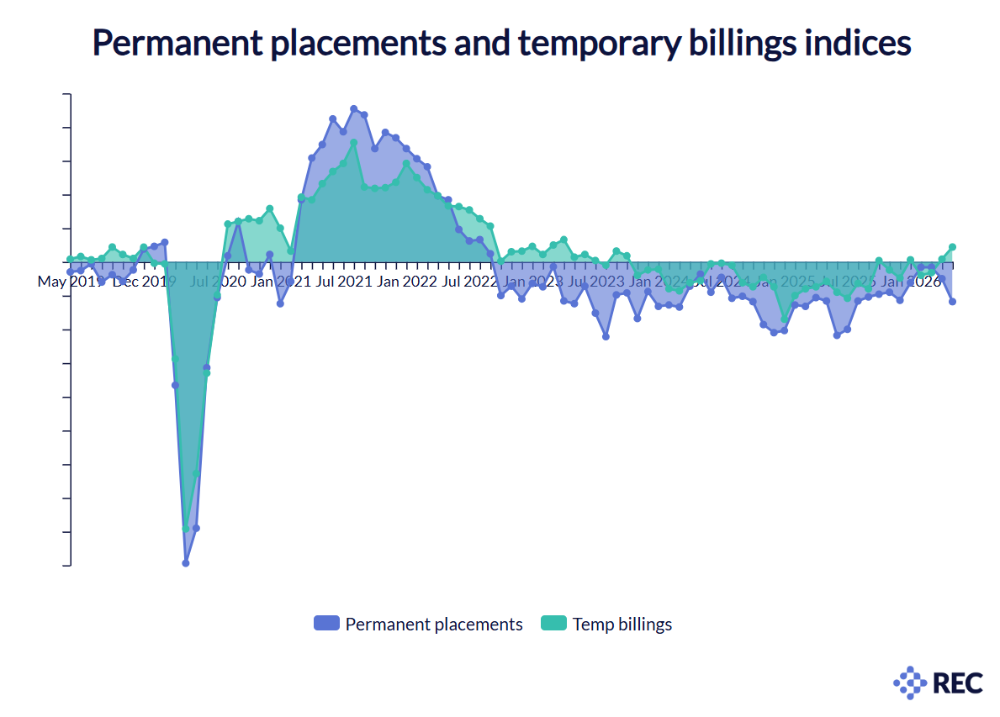 Permanent placements and temporary billings indices
May 2019 Dec 2019 Jul 2020 Jan 2021 Jul 2021 Jan 2022 Jul 2022 Jan 2023 Jul 2023 Jan 2024 Jul 2024 Jan 2025 Jul 2025 Jan 2026
Permanent placements Temp billings
REC